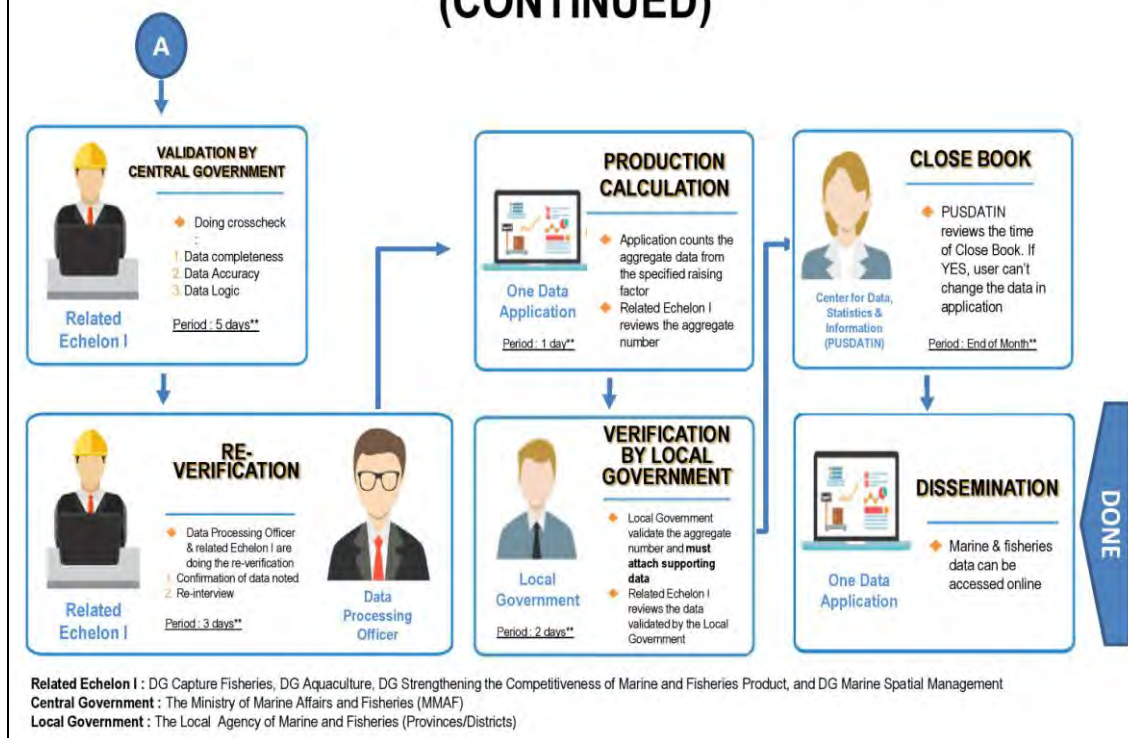 (CONTINUED)
A
VALIDATION BY
CENTRAL GOVERNMENT
Doing crosscheck
:
1. Data completeness
2. Data Accuracy
3. Data Logic
Period : 5 days**
Related
Echelon I
RE-
VERIFICATION
Data Processing Officer
& related Echelon I are
doing the re-verification
1. Confirmation of data noted
2. Re-interview
Period : 3 days**
Related
Echelon I
Data
Processing
Officer
PRODUCTION
CALCULATION
Application counts the
aggregate data from
the specified raising
factor
Related Echelon I
reviews the aggregate
number
One Data
Application
Period : 1 day**
VERIFICATION
BY LOCAL
GOVERNMENT
Local Government
validate the aggregate
number and must
attach supporting
data
Related Echelon I
reviews the data
validated by the Local
Government
Local
Government
Period : 2 days**
CLOSE BOOK
PUSDATIN
reviews the time
of Close Book. If
YES, user can't
change the data in
application
Center for Data,
Statistics &
Information
(PUSDATIN)
Period : End of Month**
DISSEMINATION
Marine & fisheries
data can be
accessed online
One Data
Application
DONE
Related Echelon I : DG Capture Fisheries, DG Aquaculture, DG Strengthening the Competitiveness of Marine and Fisheries Product, and DG Marine Spatial Management
Central Government : The Ministry of Marine Affairs and Fisheries (MMAF)
Local Government : The Local Agency of Marine and Fisheries (Provinces/Districts)